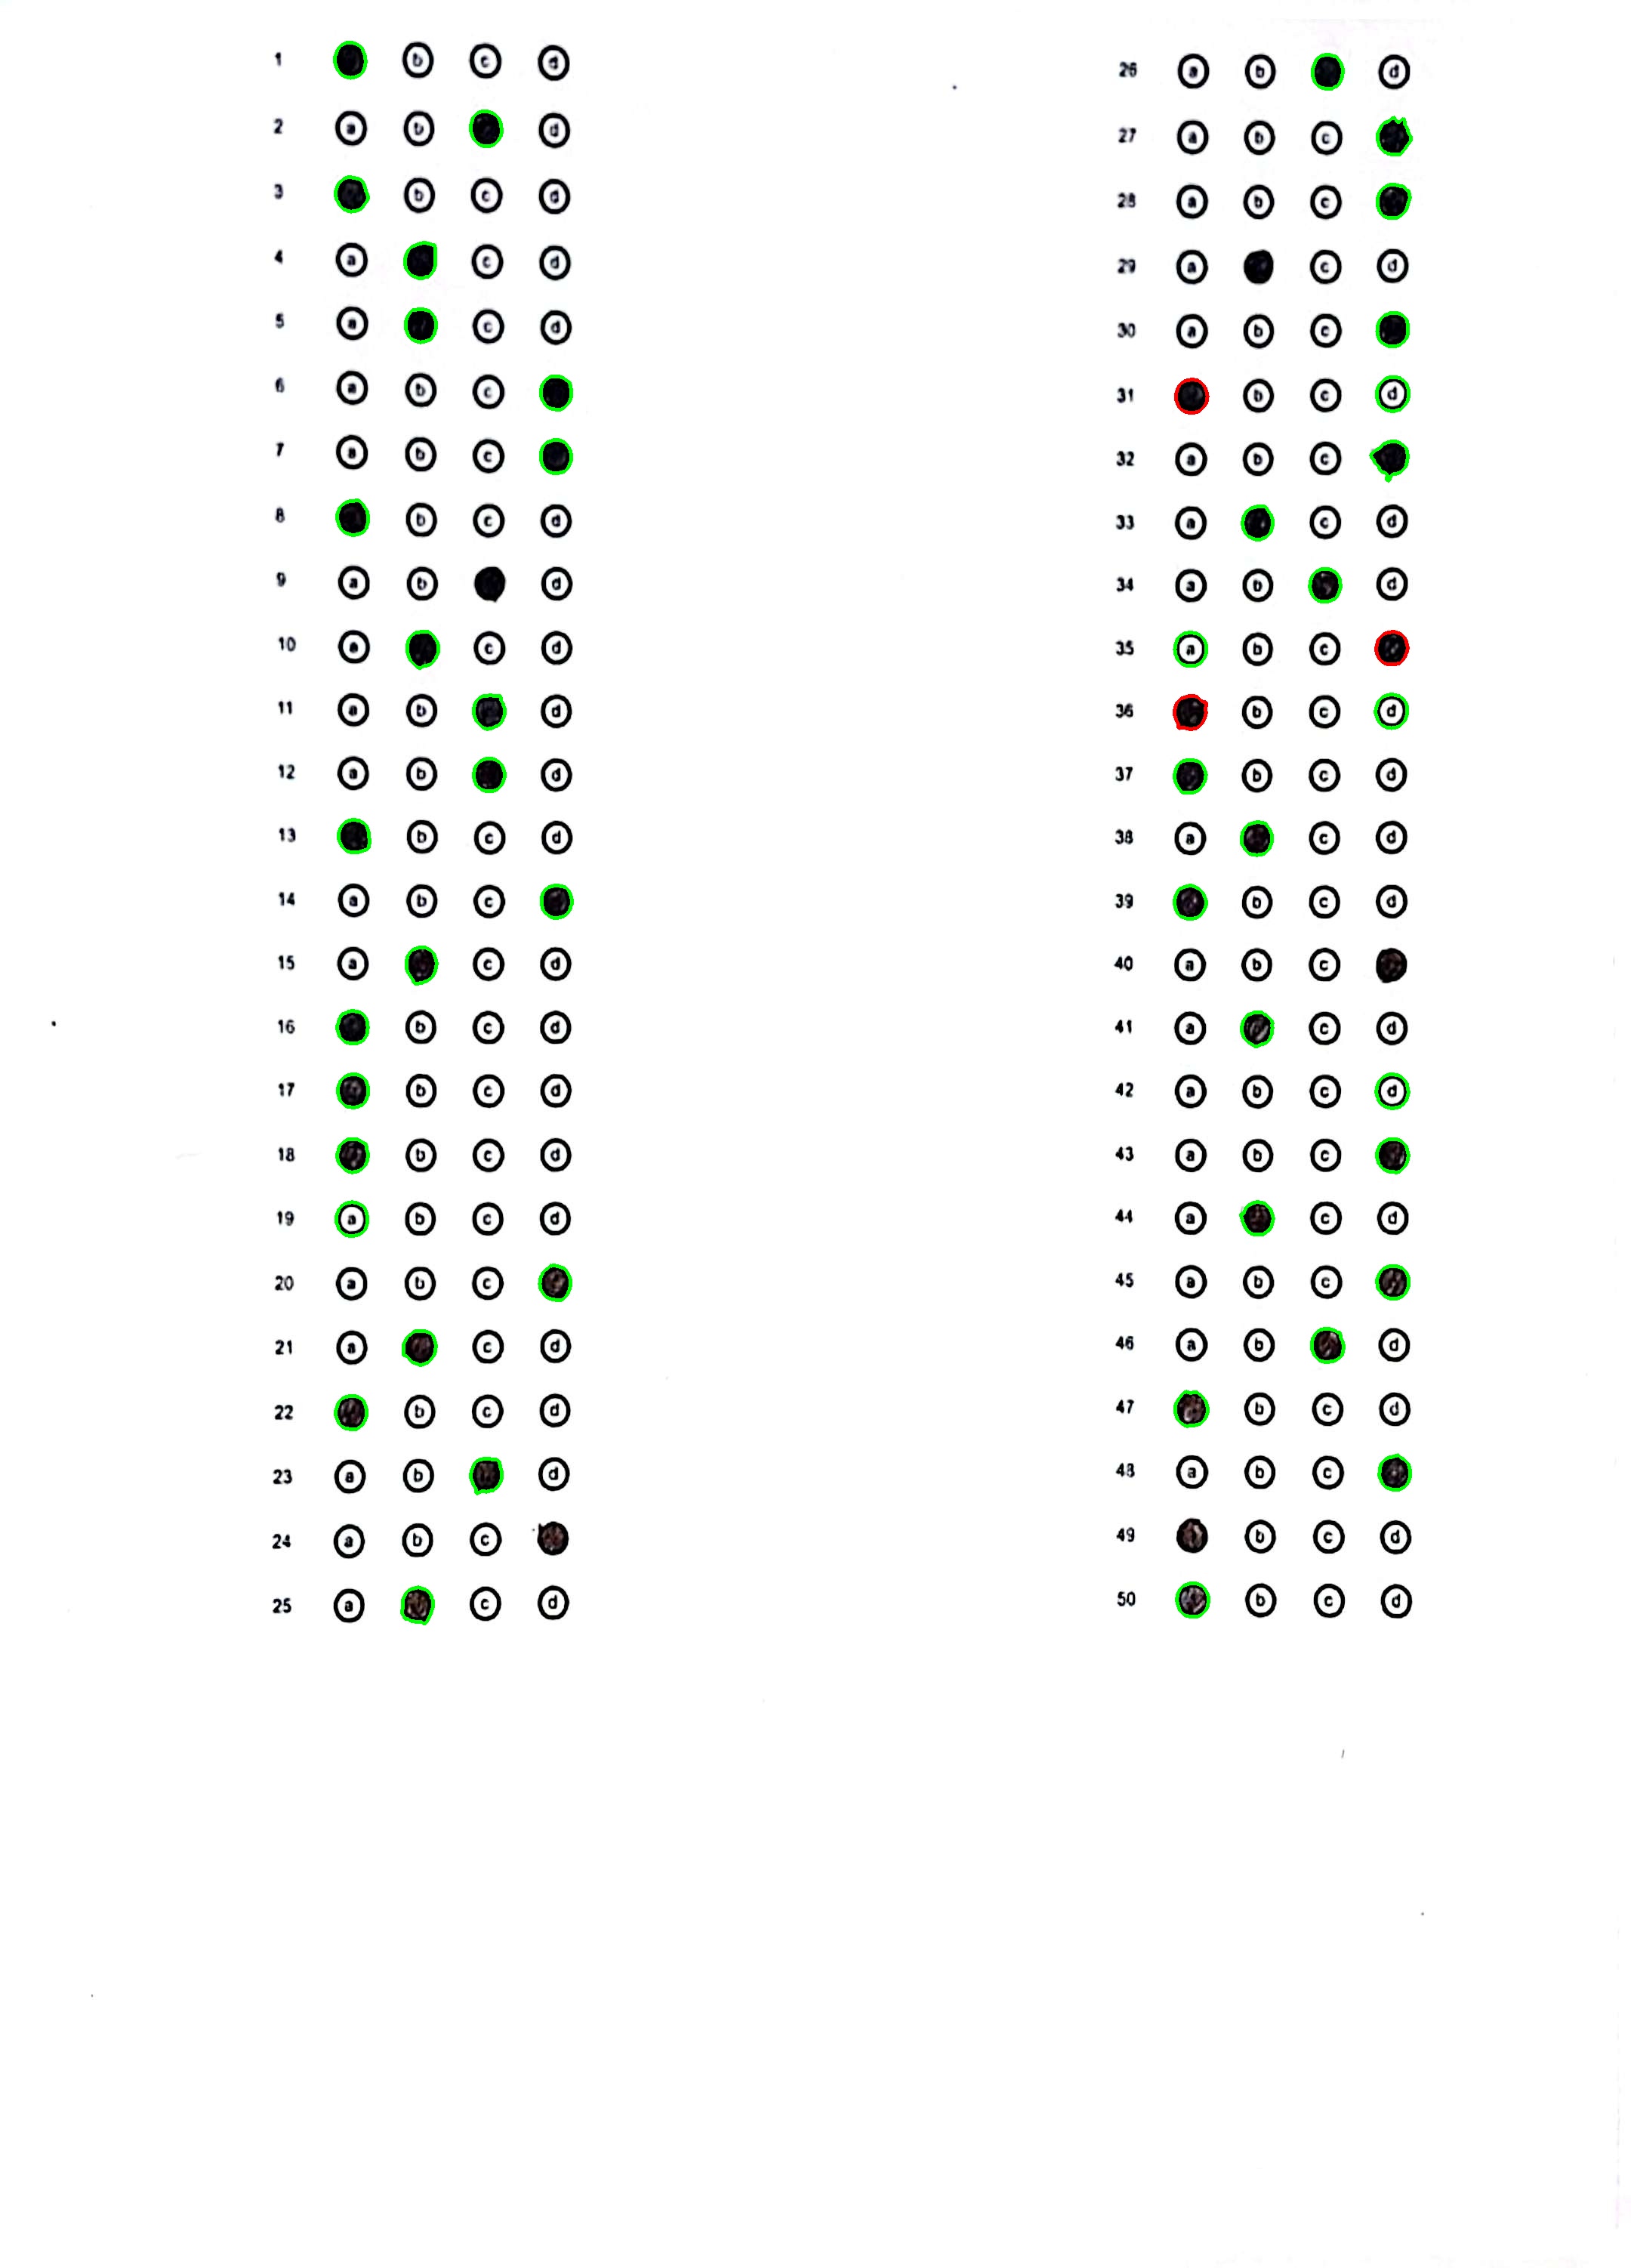 1 b c d
2 a b d
3 b c d
4 a c d
5 a c d
6 a b c
7 a b c
8 b c d
9 a b d
10 a c d
11 a b d
12 a b d
13 b c d
14 a b c
15 a c d
16 b c d
17 b c d
18 b c d
19 a b c d
20 a b c
21 a c d
22 b c d
23 a b d
24 a b c
25 a c d
26 a b d
27 a b c
28 a b c
29 a c d
30 a b c
31 b c d
32 a b c
33 a c d
34 a b d
35 a b c
36 b c d
37 b c d
38 a c d
39 b c d
40 a b c
41 a c d
42 a b c d
43 a b c
44 a c d
45 a b c
46 a b d
47 b c d
48 a b c
49 b c d
50 b c d